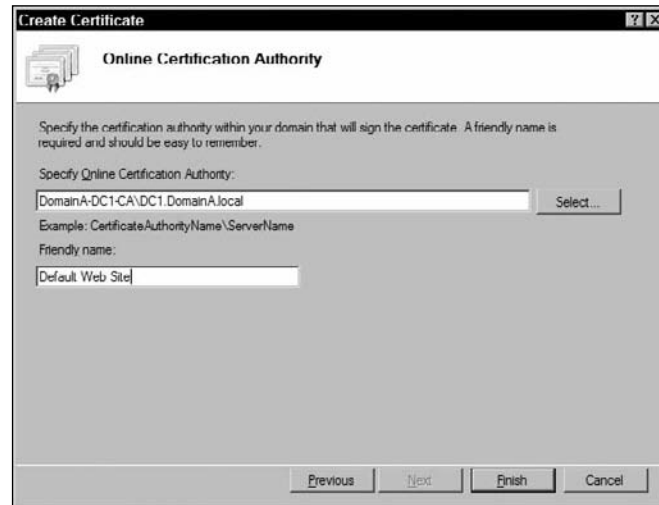 Create Certificate
Online Certification Authority
Specify the certification authority within your domain that will sign the certificate. A friendly name is
required and should be easy to remember.
Specify Online Certification Authority:
DomainA-DC1-CA\DC1.DomainA.local
Select...
Example: CertificateAuthorityName\ServerName
Friendly name:
Default Web Site
Previous
Next
Finish
Cancel